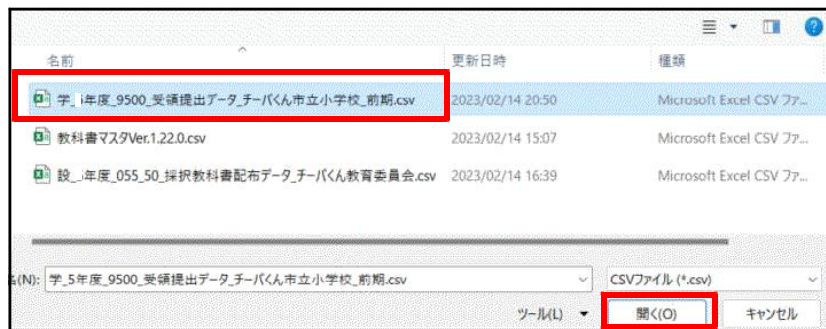 名前 更新日時 種類
学_5年度_9500_受領提出データ_チーバくん市立小学校_前期.csv 2023/02/14 20:50 Microsoft Excel CSV ファ...
教科書マスタVer.1.22.0.csv 2023/02/14 15:07 Microsoft Excel CSV ファ...
設_5年度_055_50_採択教科書配布データ_チーバくん教育委員会.csv 2023/02/14 16:39 Microsoft Excel CSV ファ...
(N): 学_5年度_9500_受領提出データ_チーバくん市立小学校_前期.csv CSVファイル (*.csv)
ツール(L) 開く(O) キャンセル